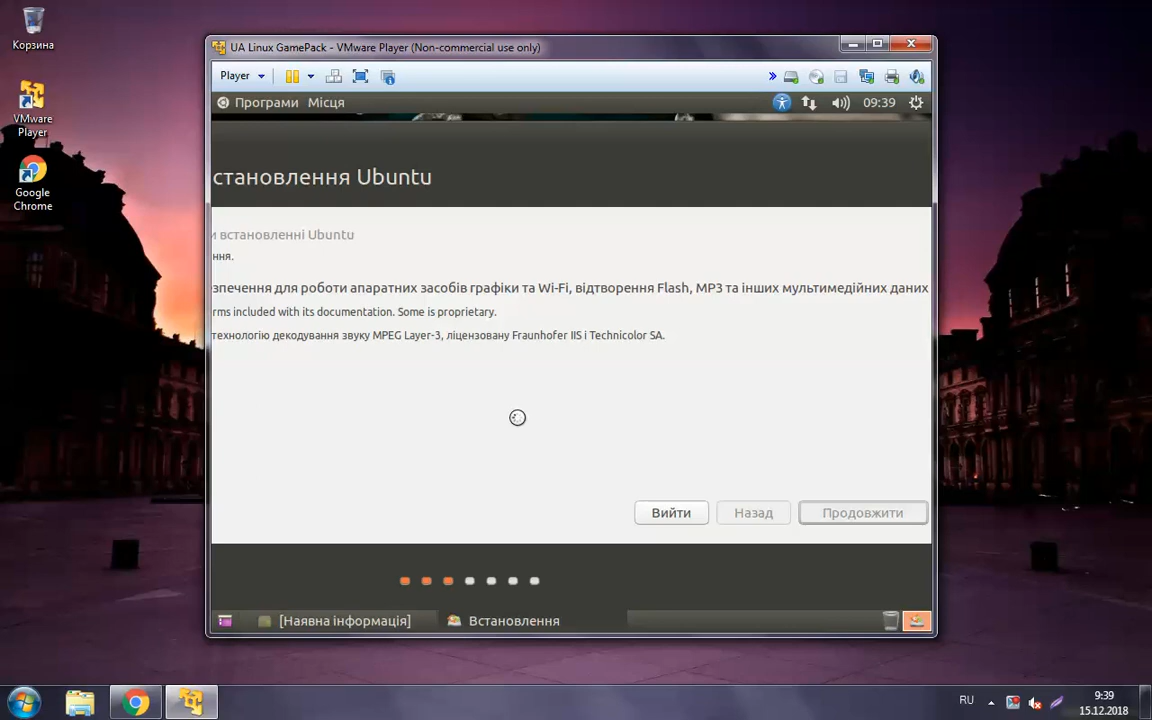 Корзина
VMware
Player
Google
Chrome
UA Linux GamePack - VMware Player (Non-commercial use only)
Player
Програми Місця
09:39
становлення Ubuntu
и встановленні Ubuntu
ння.
зпечення для роботи апаратних засобів графіки та Wi-Fi, відтворення Flash, MP3 та інших мультимедійних даних
rms included with its documentation. Some is proprietary.
технологію декодування звуку MPEG Layer-3, ліцензовану Fraunhofer IIS і Technicolor SA.
Вийти
Назад
Продовжити
[Наявна інформація]
Встановлення
RU
9:39
15.12.2018